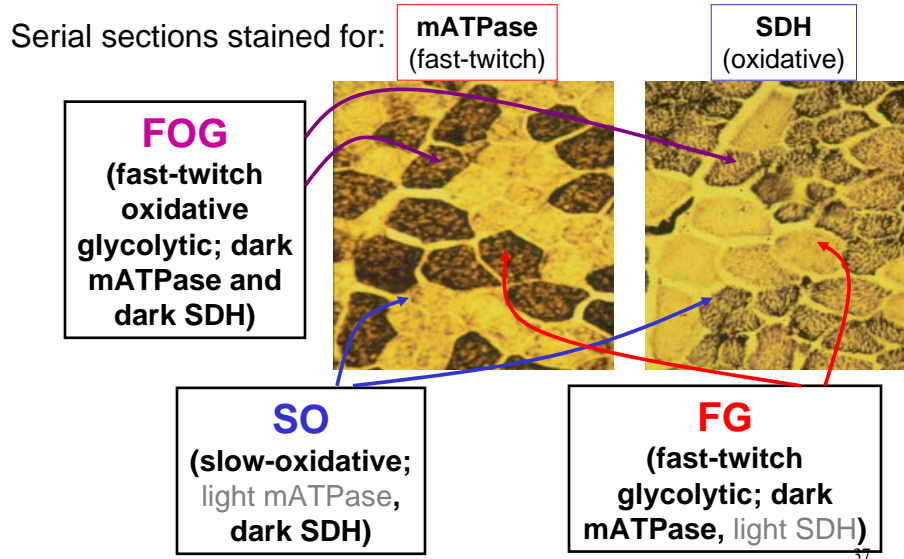 Serial sections stained for:
mATPase
(fast-twitch)
SDH
(oxidative)
FOG
(fast-twitch
oxidative
glycolytic; dark
mATPase and
dark SDH)
SO
(slow-oxidative;
light mATPase,
dark SDH)
FG
(fast-twitch
glycolytic; dark
mATPase, light SDH)
37